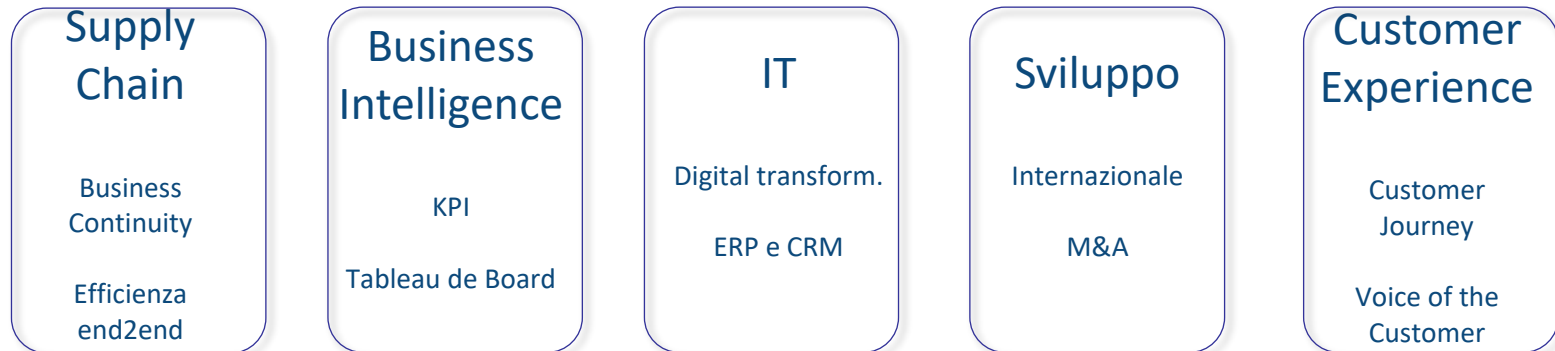 Supply
Chain
Business
Continuity
Efficienza
end2end
Business
Intelligence
KPI
Tableau de Board
IT
Digital transform.
ERP e CRM
Sviluppo
Internazionale
M&A
Customer
Experience
Customer
Journey
Voice of the
Customer